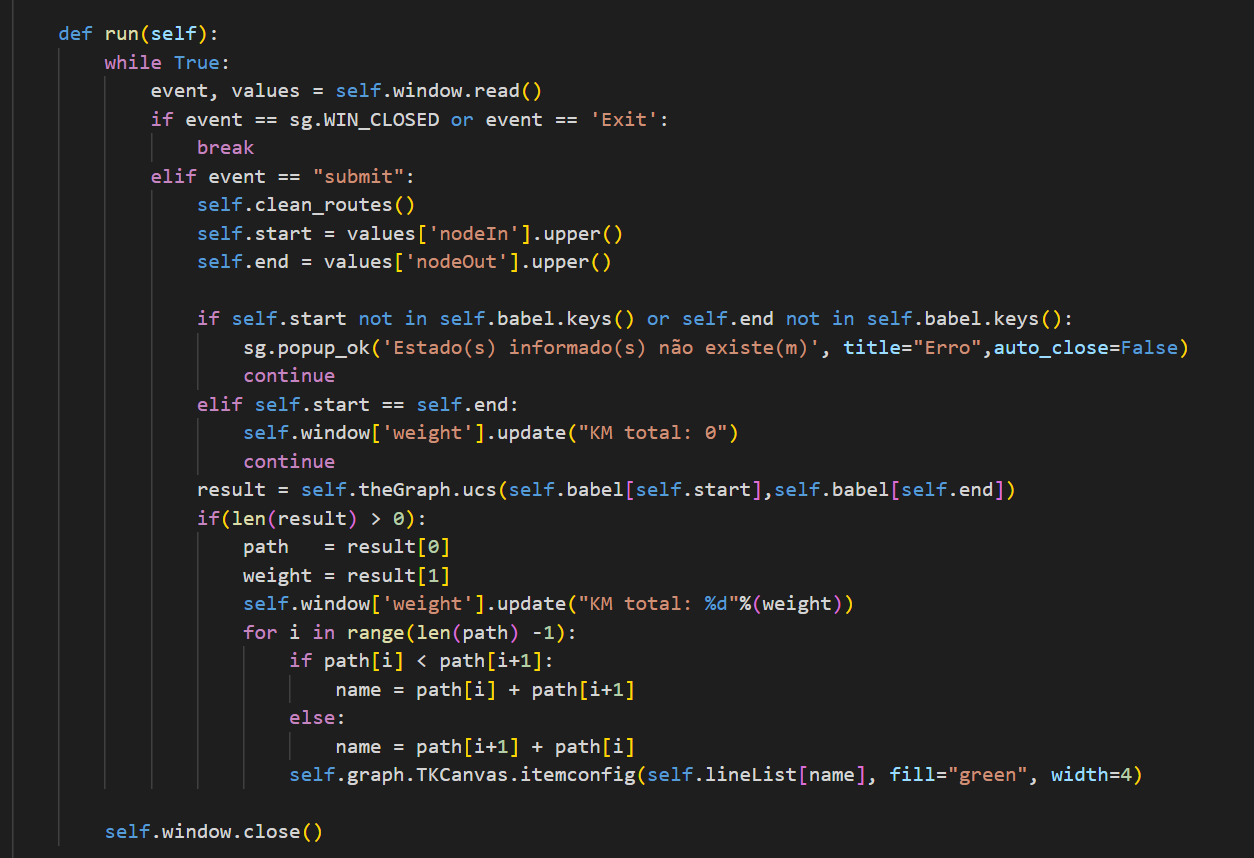 def run(self):
    while True:
        event, values = self.window.read()
        if event == sg.WIN_CLOSED or event == 'Exit':
            break
        elif event == "submit":
            self.clean_routes()
            self.start = values['nodeIn'].upper()
            self.end = values['nodeOut'].upper()

            if self.start not in self.babel.keys() or self.end not in self.babel.keys():
                sg.popup_ok('Estado(s) informado(s) não existe(m)', title="Erro",auto_close=False)
                continue
            elif self.start == self.end:
                self.window['weight'].update("KM total: 0")
                continue
            result = self.theGraph.ucs(self.babel[self.start],self.babel[self.end])
            if(len(result) > 0):
                path   = result[0]
                weight = result[1]
                self.window['weight'].update("KM total: %d"%(weight))
                for i in range(len(path) -1):
                    if path[i] < path[i+1]:
                        name = path[i] + path[i+1]
                    else:
                        name = path[i+1] + path[i]
                    self.graph.TKCanvas.itemconfig(self.lineList[name], fill="green", width=4)

    self.window.close()